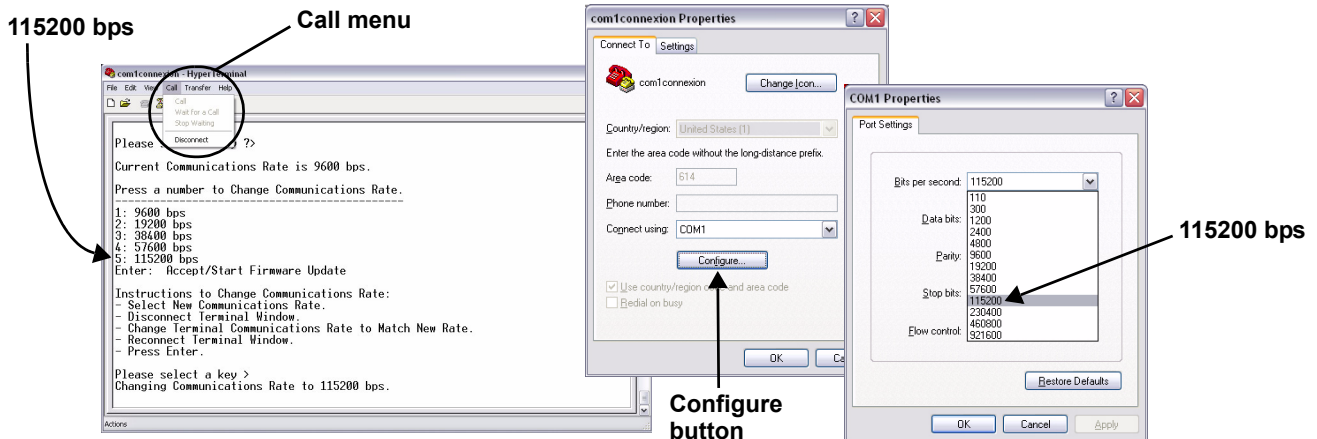 115200 bps
Call menu
com1connexion - HyperTerminal
File Edit View Call Transfer Help
Call
Wait for a Call
Stop Waiting
Disconnect
Please ?>
Current Communications Rate is 9600 bps.
Press a number to Change Communications Rate.
1: 9600 bps
2: 19200 bps
3: 38400 bps
4: 57600 bps
5: 115200 bps
Enter: Accept/Start Firmware Update
Instructions to Change Communications Rate:
- Select New Communications Rate.
- Disconnect Terminal Window.
- Change Terminal Communications Rate to Match New Rate.
- Reconnect Terminal Window.
- Press Enter.
Please select a key >
Changing Communications Rate to 115200 bps.
Actions
com1connexion Properties
Connect To Settings
com1connexion
Change Icon...
Country/region: United States (1)
Enter the area code without the long-distance prefix.
Area code: 614
Phone number:
Connect using: COM1
Configure...
Use country/region code and area code
Redial on busy
OK
Configure
button
COM1 Properties
Port Settings
Bits per second: 115200
110
300
Data bits: 1200
2400
4800
Parity: 9600
19200
38400
Stop bits: 57600
115200
230400
Flow control: 460800
921600
Restore Defaults
OK Cancel Apply
115200 bps